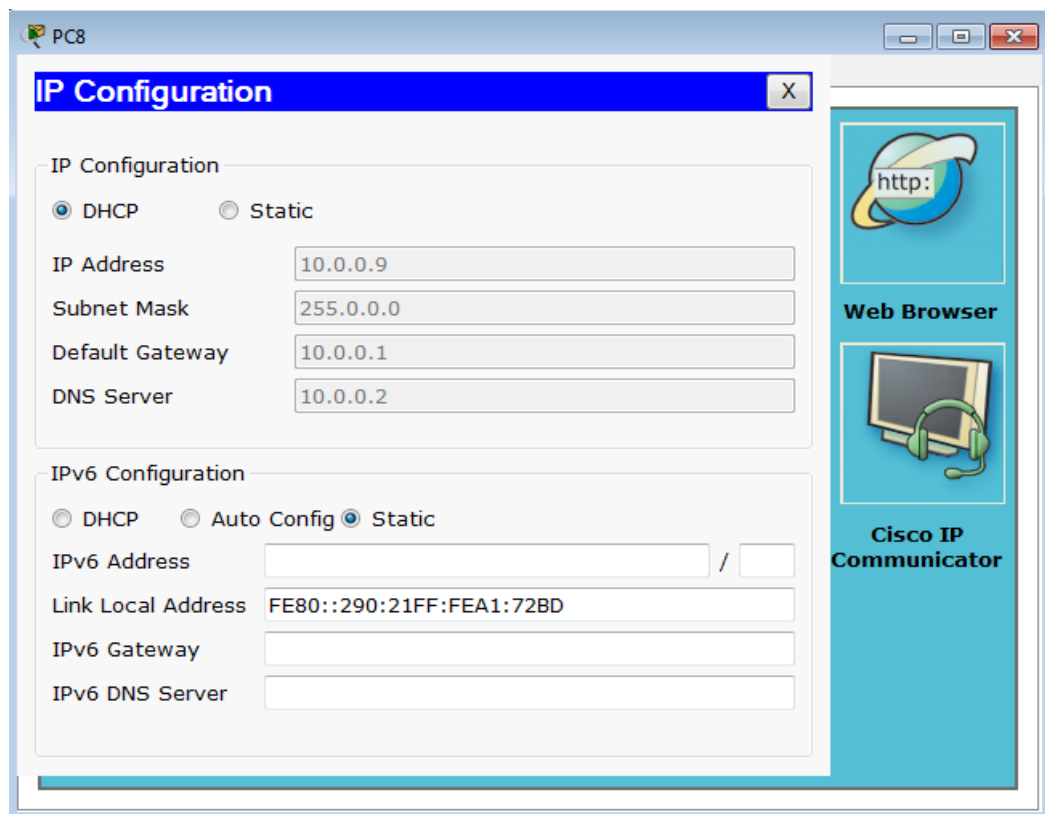 PC8
IP Configuration X
IP Configuration
DHCP Static
IP Address 10.0.0.9
Subnet Mask 255.0.0.0
Default Gateway 10.0.0.1
DNS Server 10.0.0.2
IPv6 Configuration
DHCP Auto Config Static
IPv6 Address /
Link Local Address FE80::290:21FF:FEA1:72BD
IPv6 Gateway
IPv6 DNS Server
http:
Web Browser
Cisco IP
Communicator